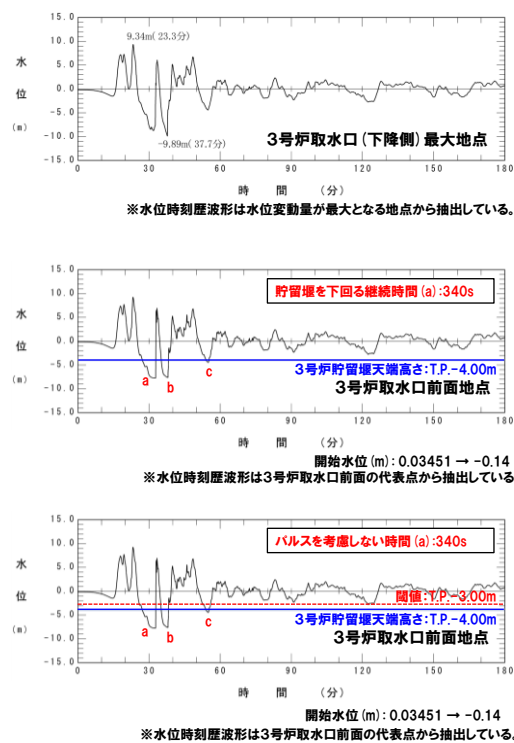 15.0
10.0
5.0
0.0
-5.0
-10.0
-15.0
水
位
(m)
9.34m(23.3分)
-9.89m(37.7分)
3号炉取水口(下降側)最大地点
0 30 60 90 120 150 180
時 間 (分)
※水位時刻歴波形は水位変動量が最大となる地点から抽出している。
15.0
10.0
5.0
0.0
-5.0
-10.0
-15.0
水
位
(m)
貯留堰を下回る継続時間(a):340s
a b c
3号炉貯留堰天端高さ:T.P.-4.00m
3号炉取水口前面地点
0 30 60 90 120 150 180
時 間 (分)
開始水位(m):0.03451 → -0.14
※水位時刻歴波形は3号炉取水口前面の代表点から抽出している
15.0
10.0
5.0
0.0
-5.0
-10.0
-15.0
水
位
(m)
パルスを考慮しない時間(a):340s
閾値:T.P.-3.00m
a b c
3号炉貯留堰天端高さ:T.P.-4.00m
3号炉取水口前面地点
0 30 60 90 120 150 180
時 間 (分)
開始水位(m):0.03451 → -0.14
※水位時刻歴波形は3号炉取水口前面の代表点から抽出している。